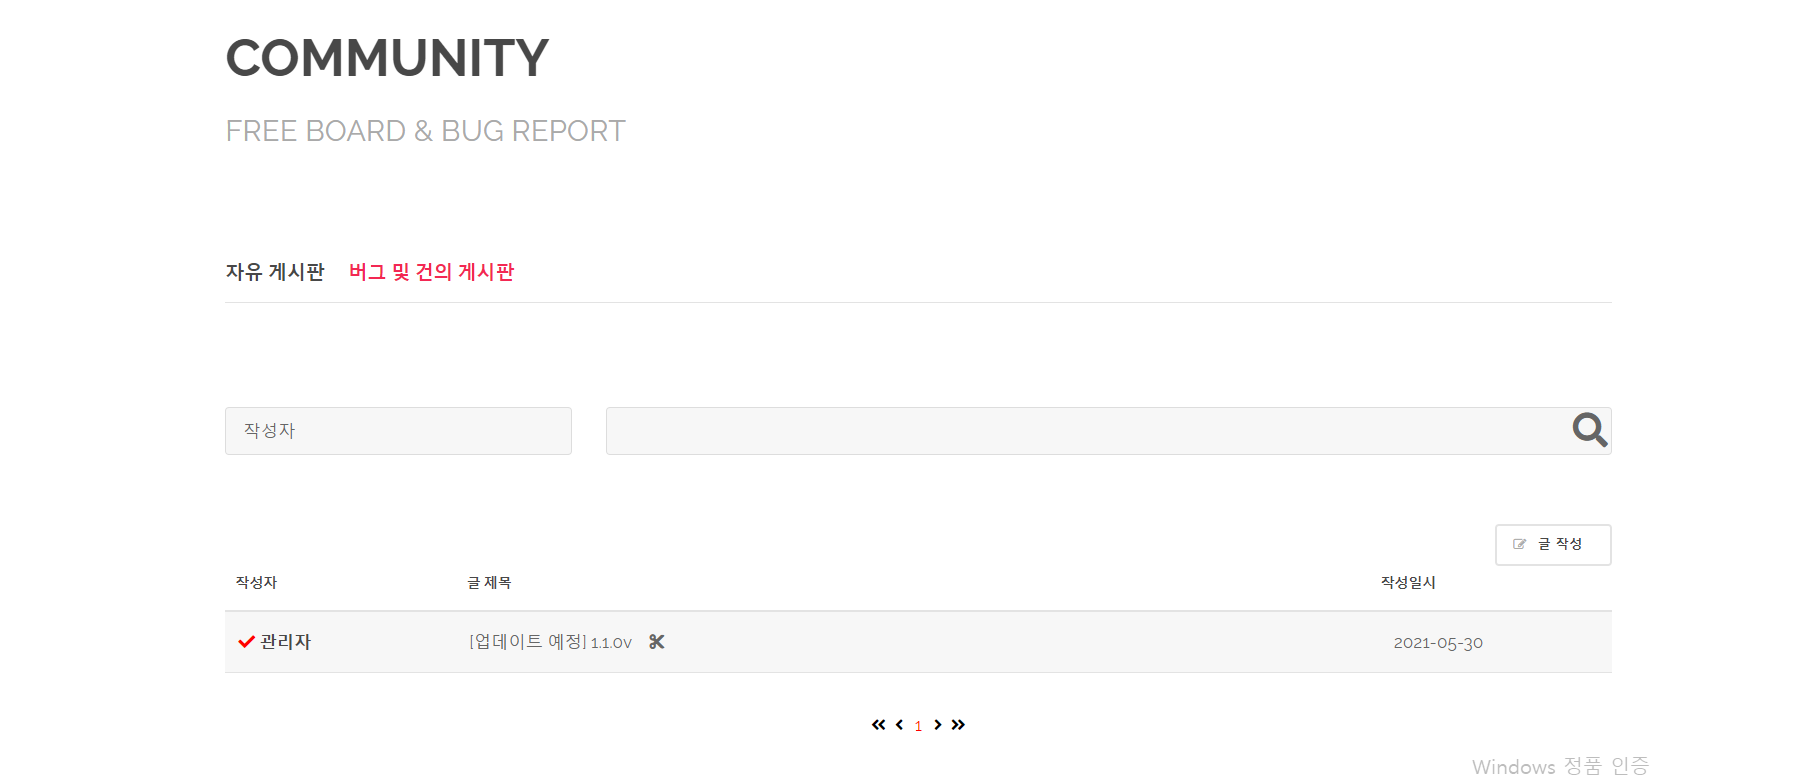 COMMUNITY
FREE BOARD & BUG REPORT
자유 게시판 버그 및 건의 게시판
작성자
글 작성
작성자 글 제목 작성일시
관리자 [업데이트 예정] 1.1.0v 2021-05-30
1
Windows 정품 인증